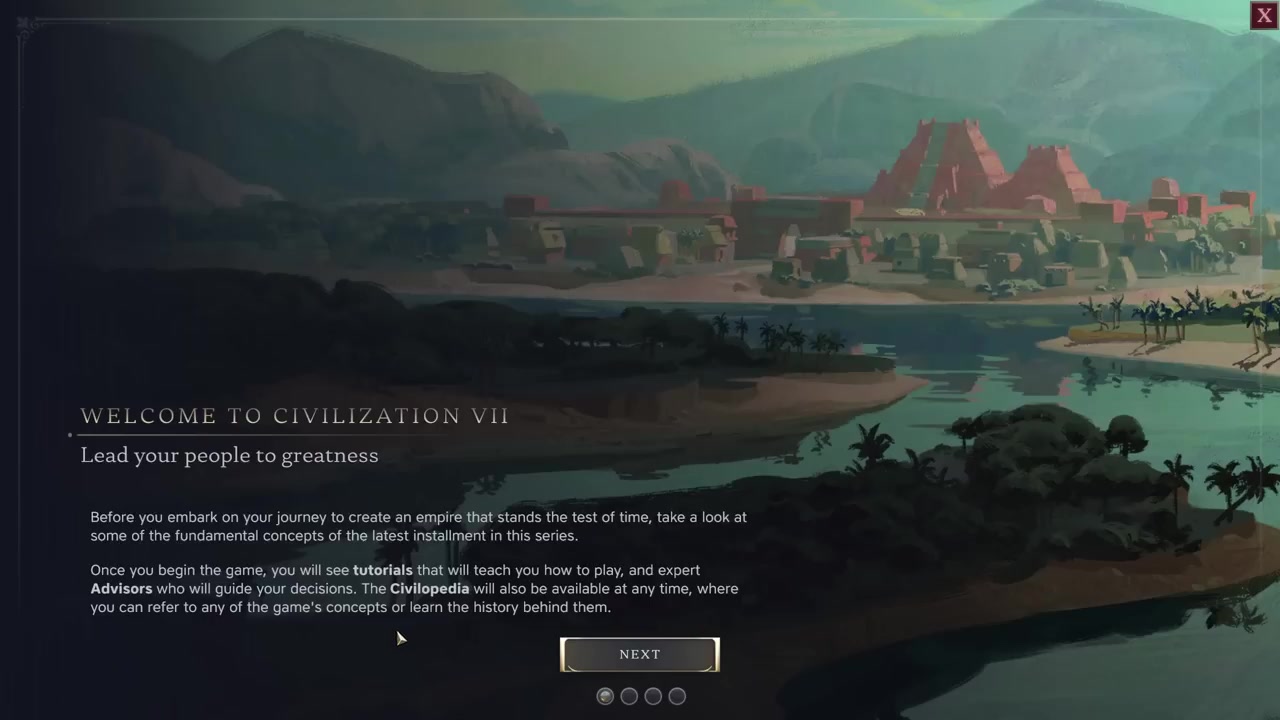 X
WELCOME TO CIVILIZATION VII
Lead your people to greatness
Before you embark on your journey to create an empire that stands the test of time, take a look at
some of the fundamental concepts of the latest installment in this series.
Once you begin the game, you will see tutorials that will teach you how to play, and expert
Advisors who will guide your decisions. The Civilopedia will also be available at any time, where
you can refer to any of the game's concepts or learn the history behind them.
NEXT